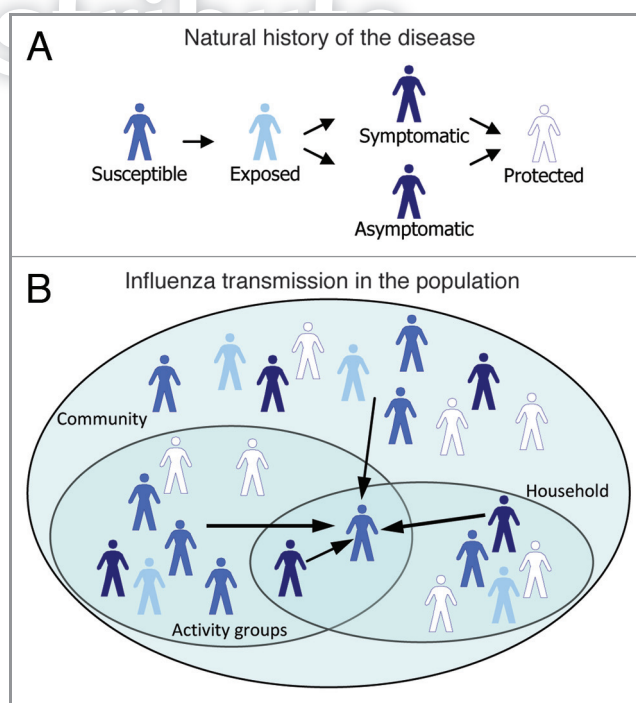 A
Natural history of the disease
Susceptible
Exposed
Symptomatic
Asymptomatic
Protected
B
Influenza transmission in the population
Community
Household
Activity groups